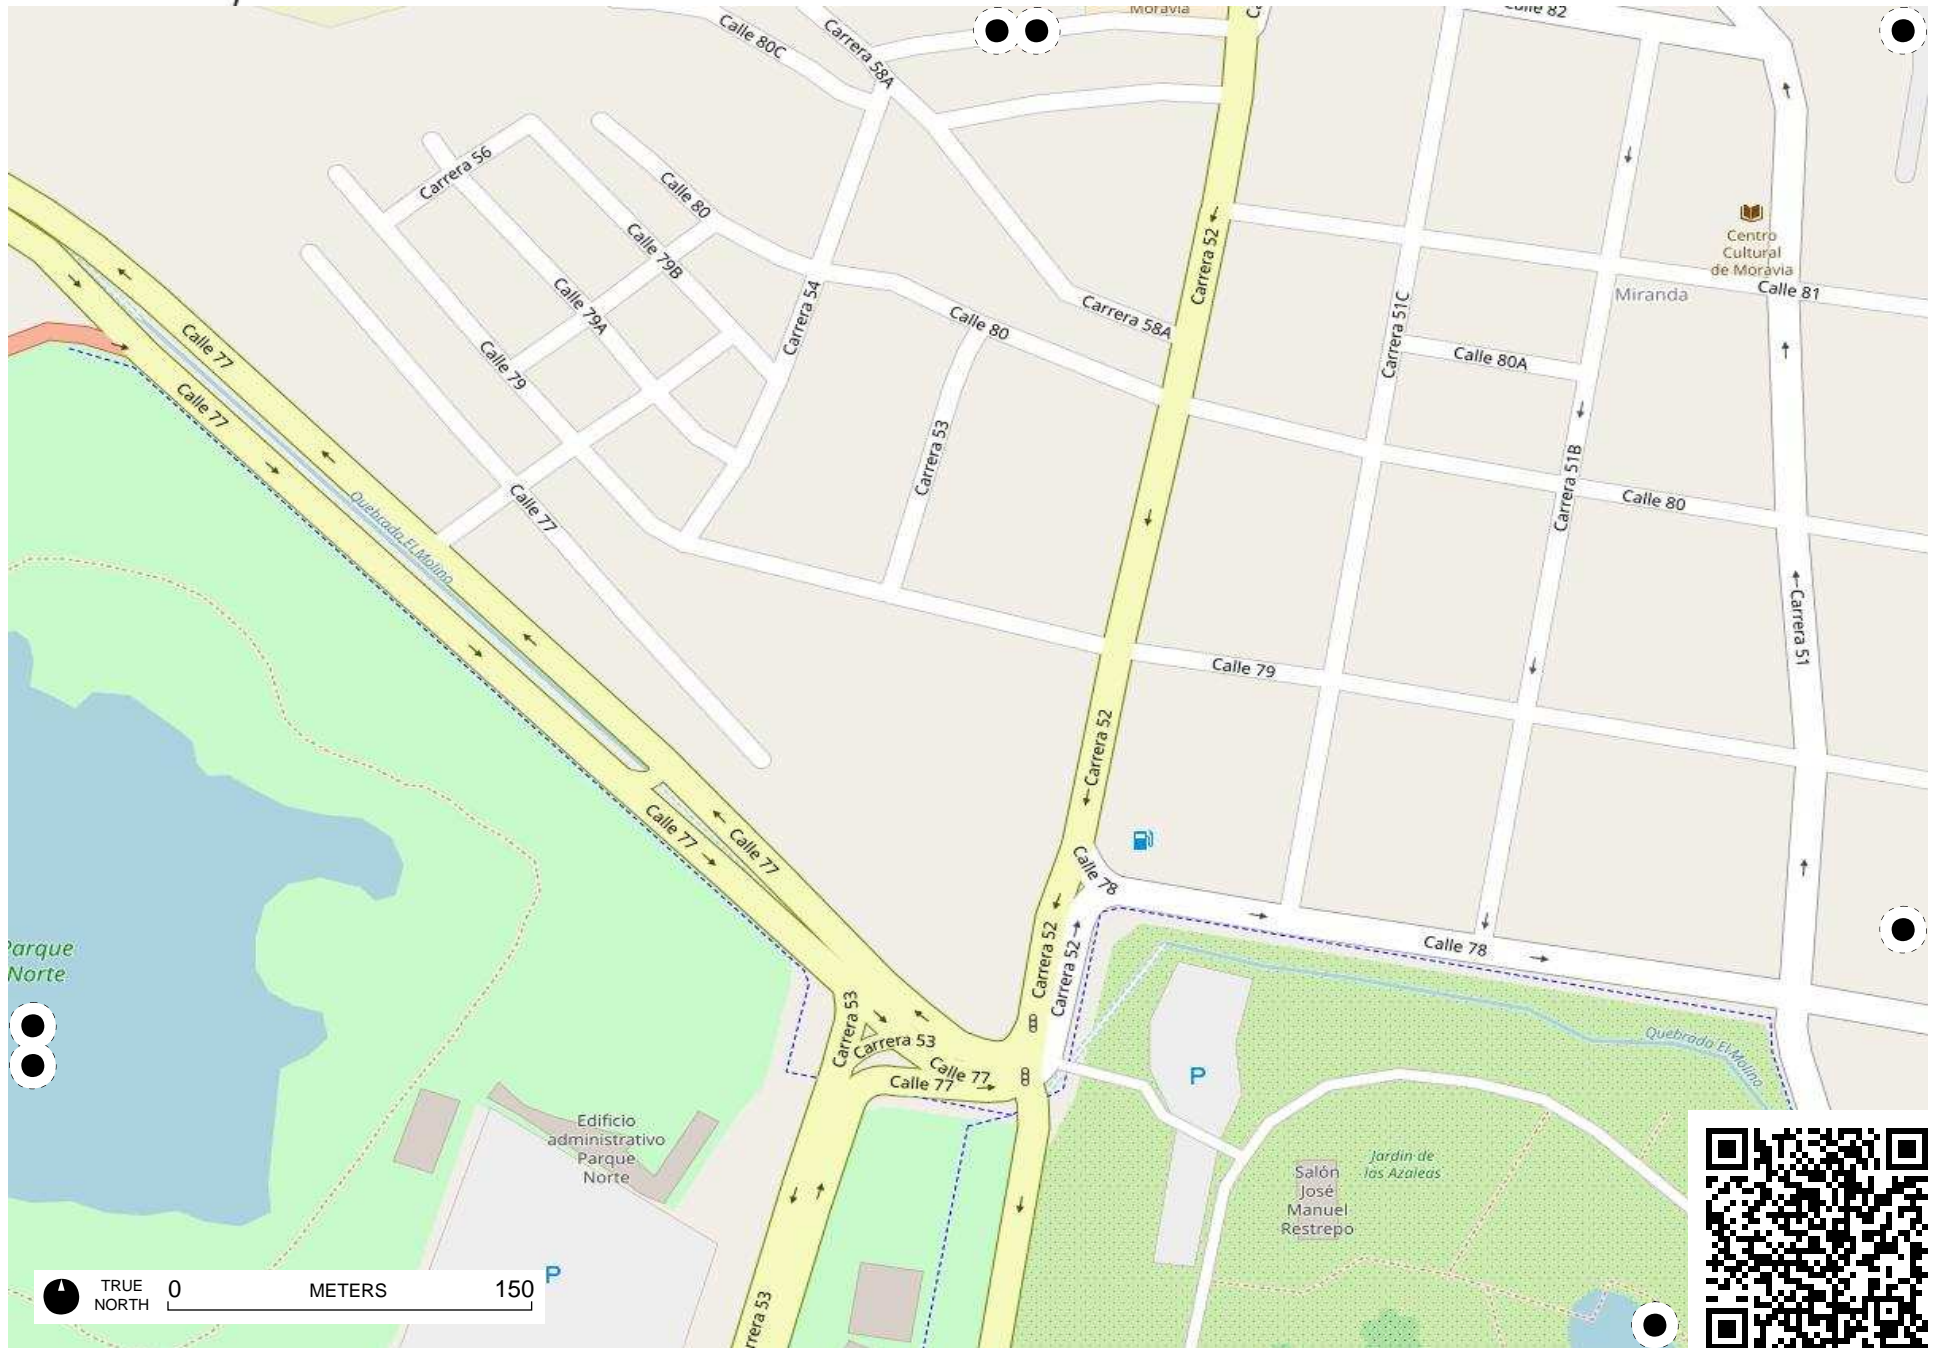 Moravia
Calle 82
Calle 80C
Carrera 58A
Carrera 56
Calle 80
Calle 79B
Carrera 52
Centro
Cultural
de Moravia
Calle 81
Miranda
Calle 79A
Carrera 54
Calle 80
Carrera 58A
Carrera 51C
Calle 80A
Calle 77
Calle 79
Calle 77
Carrera 53
Carrera 51B
Calle 80
Quebrada El Molino
Calle 77
Carrera 51
Calle 79
Carrera 52
Calle 77
Calle 77
Calle 78
Parque
Norte
Carrera 52
Carrera 52
Calle 78
Carrera 53
Carrera 53
Calle 77
Calle 77
Quebrada El Molino
P
Edificio
administrativo
Parque
Norte
Jardin de
las Azaleas
Salón
José
Manuel
Restrepo
P
TRUE
NORTH
0 METERS 150
rrera 53